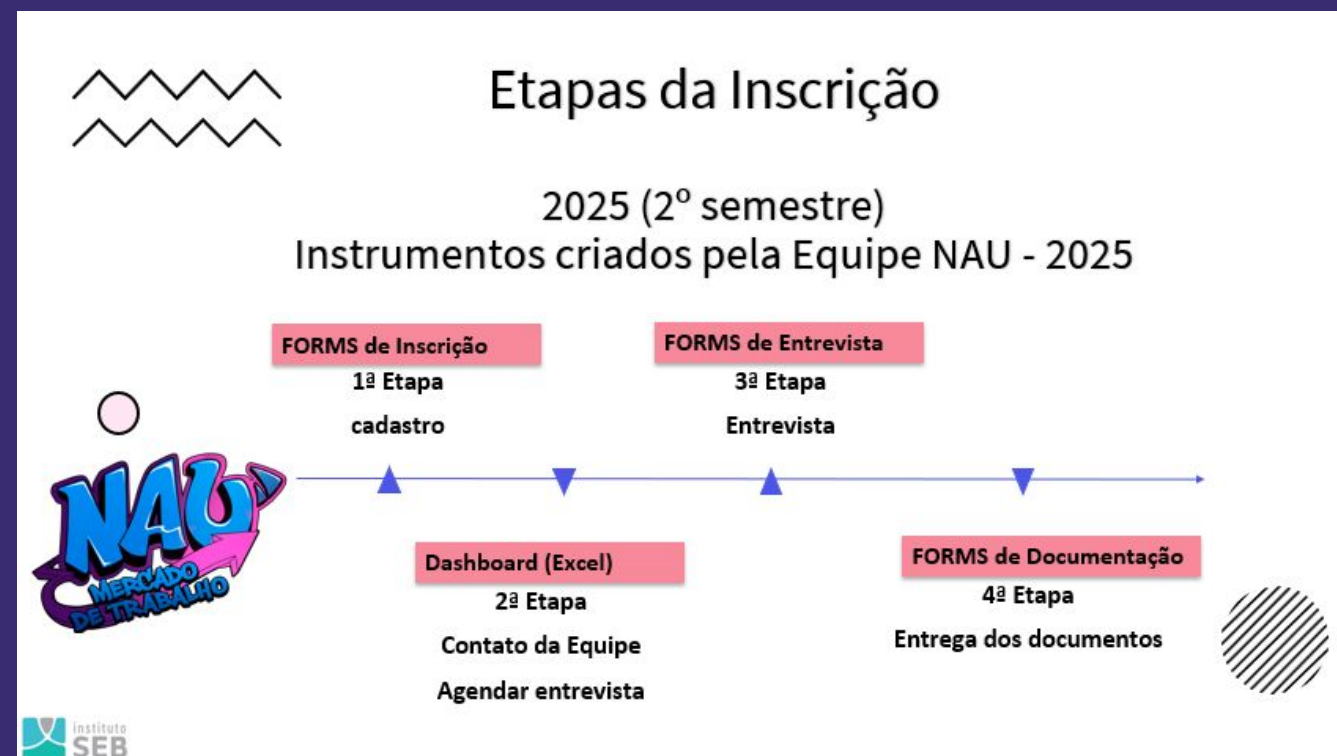 Etapas da Inscrição
2025 (2º semestre)
Instrumentos criados pela Equipe NAU - 2025
FORMS de Inscrição
1ª Etapa
cadastro
FORMS de Entrevista
3ª Etapa
Entrevista
NAU
MERCADO
DE TRABALHO
Dashboard (Excel)
2ª Etapa
Contato da Equipe
Agendar entrevista
FORMS de Documentação
4ª Etapa
Entrega dos documentos
instituto
SEB